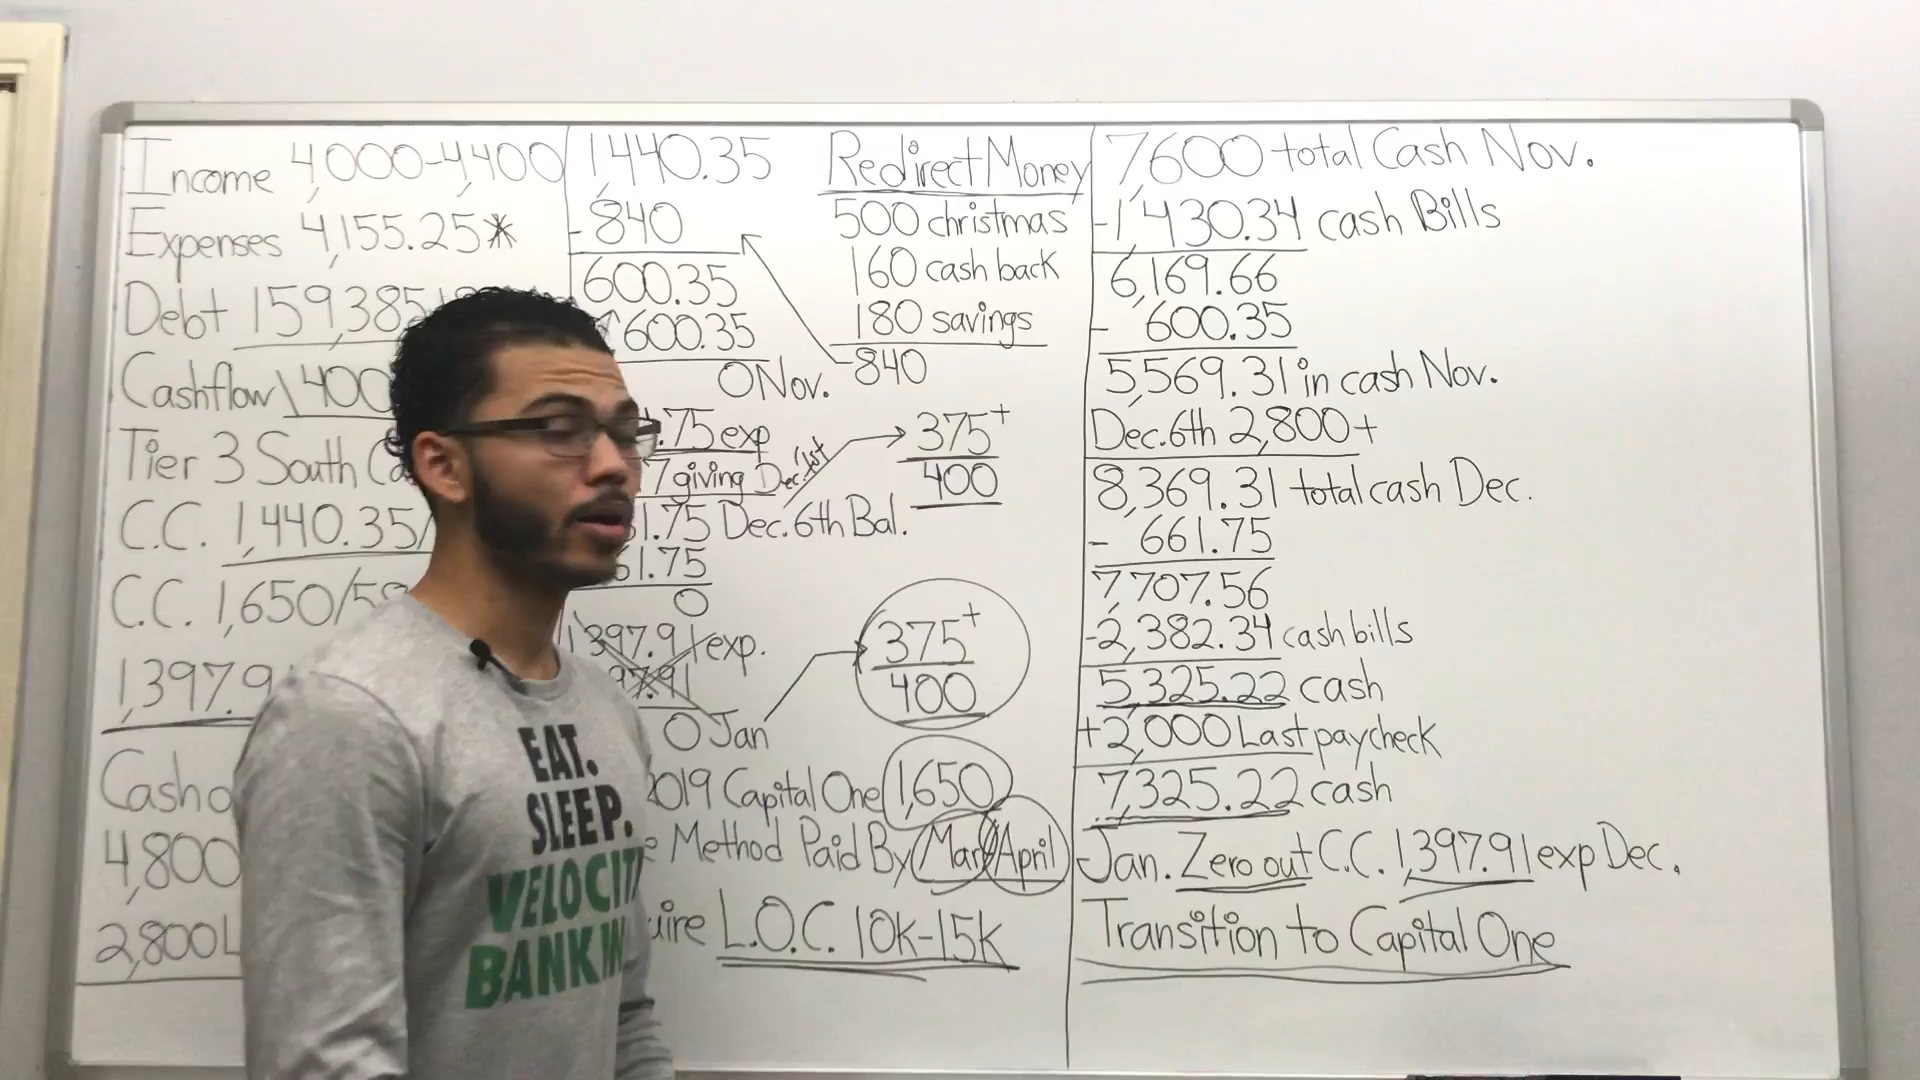 Income 4,000-4,400
Expenses 4,155.25*
Debt 159,385
Cashflow 400
Tier 3 South
C.C. 1,440.35/
C.C. 1,650/58
1,397.9
Cash
4,800
2,800
1,440.35
-840
600.35
600.35
0 Nov.
.75 exp
7 giving Dec. 1st
1.75 Dec. 6th Bal.
61.75
0
1397.91 exp.
97.91
0 Jan
2019 Capital One 1,650
Method Paid By Mar/April
L.O.C. 10k-15k
Redirect Money
500 christmas
160 cash back
180 savings
-840
375+
400
375+
400
7,600 total Cash Nov.
-1,430.34 cash Bills
6,169.66
- 600.35
5,569.31 in cash Nov.
Dec. 6th 2,800+
8,369.31 total cash Dec.
- 661.75
7,707.56
-2,382.34 cash bills
5,325.22 cash
+2,000 Last paycheck
7,325.22 cash
Jan. Zero out C.C. 1,397.91 exp Dec.
Transition to Capital One
EAT.
SLEEP.
VELOCIT
BANKIN